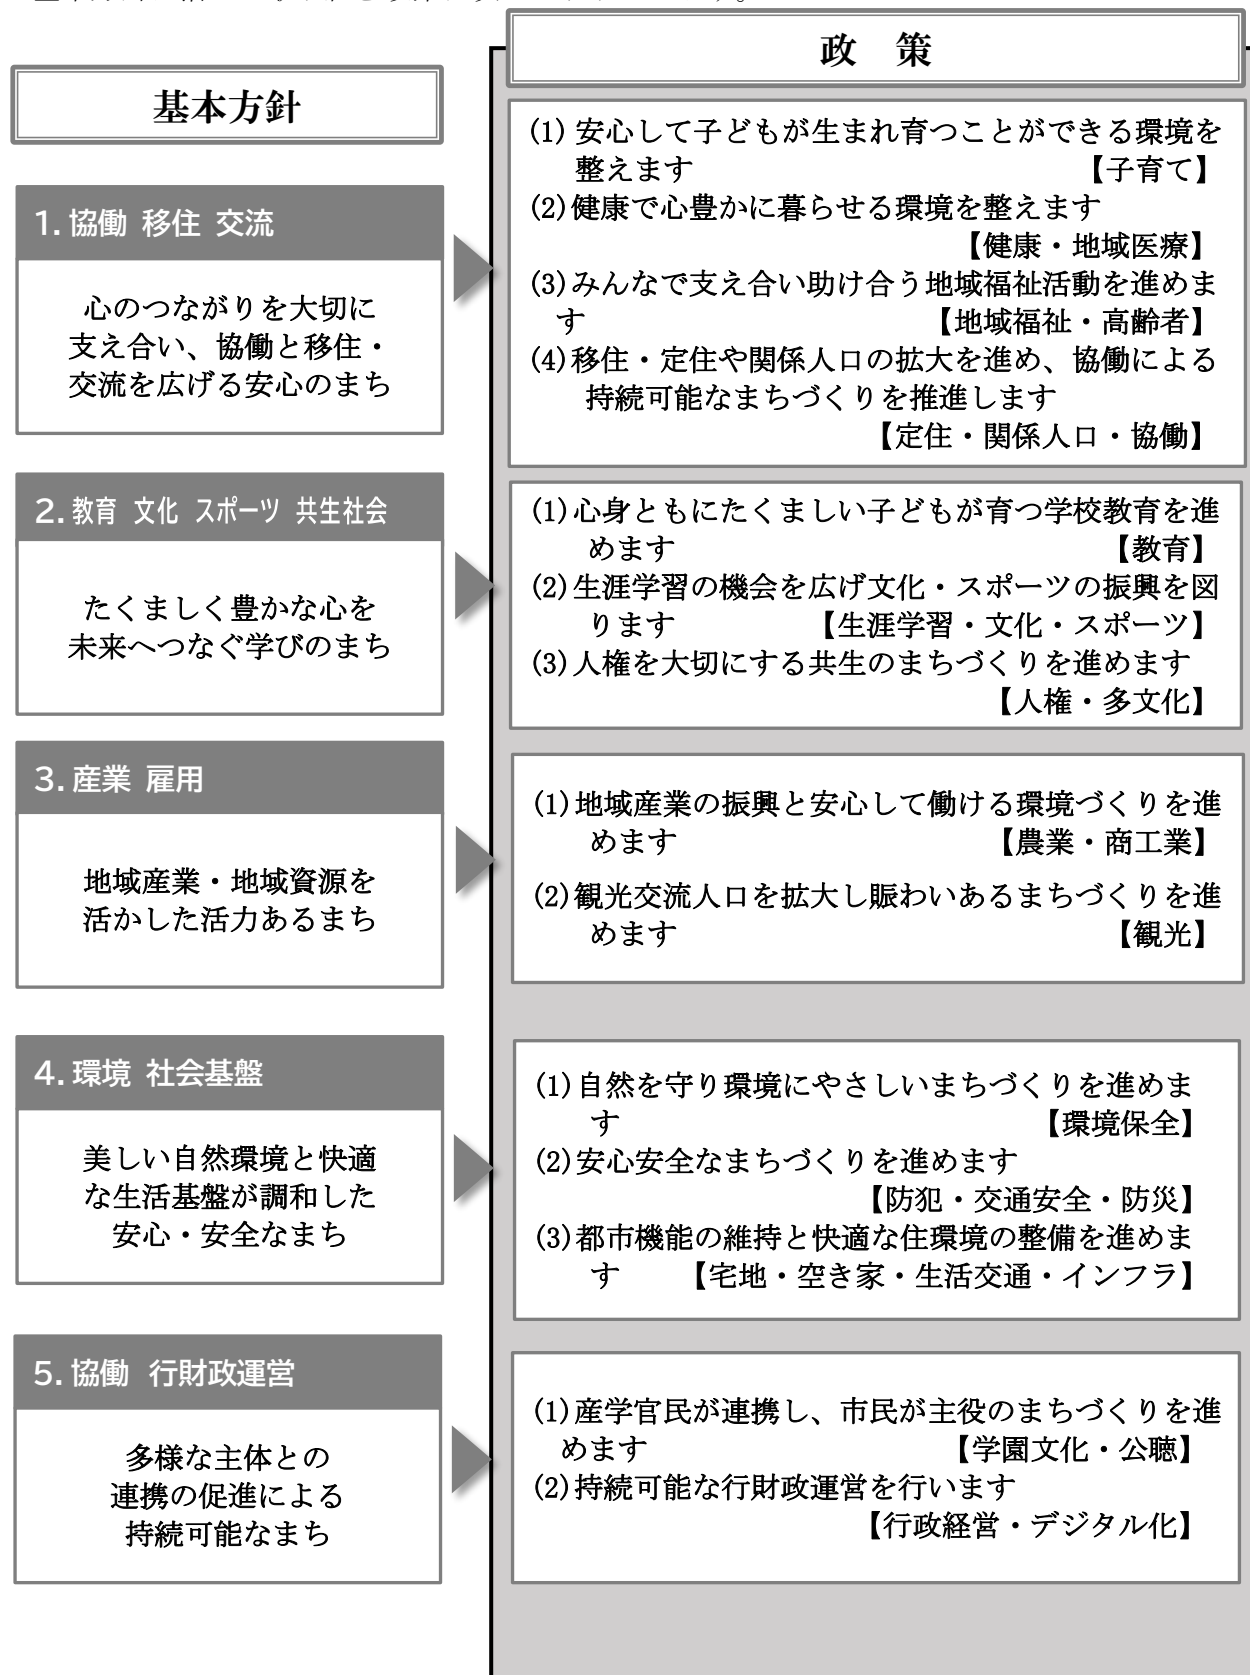 基本方針
1. 協働 移住 交流
心のつながりを大切に
支え合い、協働と移住・
交流を広げる安心のまち
2. 教育 文化 スポーツ 共生社会
たくましく豊かな心を
未来へつなぐ学びのまち
3. 産業 雇用
地域産業・地域資源を
活かした活力あるまち
4. 環境 社会基盤
美しい自然環境と快適
な生活基盤が調和した
安心・安全なまち
5. 協働 行財政運営
多様な主体との
連携の促進による
持続可能なまち
政 策
(1) 安心して子どもが生まれ育つことができる環境を
整えます 【子育て】
(2)健康で心豊かに暮らせる環境を整えます
【健康・地域医療】
(3)みんなで支え合い助け合う地域福祉活動を進めま
す 【地域福祉・高齢者】
(4)移住・定住や関係人口の拡大を進め、協働による
持続可能なまちづくりを推進します
【定住・関係人口・協働】
(1)心身ともにたくましい子どもが育つ学校教育を進
めます 【教育】
(2)生涯学習の機会を広げ文化・スポーツの振興を図
ります 【生涯学習・文化・スポーツ】
(3)人権を大切にする共生のまちづくりを進めます
【人権・多文化】
(1)地域産業の振興と安心して働ける環境づくりを進
めます 【農業・商工業】
(2)観光交流人口を拡大し賑わいあるまちづくりを進
めます 【観光】
(1)自然を守り環境にやさしいまちづくりを進めま
す 【環境保全】
(2)安心安全なまちづくりを進めます
【防犯・交通安全・防災】
(3)都市機能の維持と快適な住環境の整備を進めま
す 【宅地・空き家・生活交通・インフラ】
(1)産学官民が連携し、市民が主役のまちづくりを進
めます 【学園文化・公聴】
(2)持続可能な行財政運営を行います
【行政経営・デジタル化】